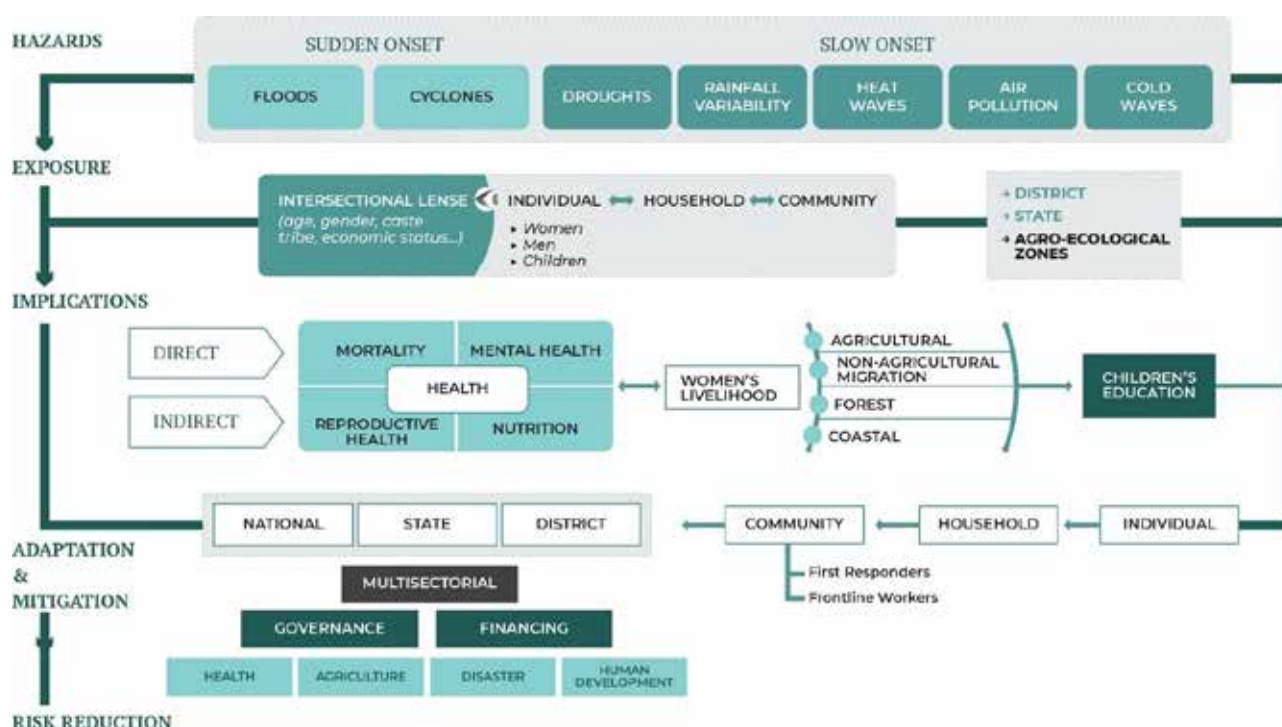 HAZARDS
SUDDEN ONSET
SLOW ONSET
FLOODS
CYCLONES
DROUGHTS
RAINFALL
VARIABILITY
HEAT
WAVES
AIR
POLLUTION
COLD
WAVES
EXPOSURE
INTERSECTIONAL LENSE
(age, gender, caste
tribe, economic status...)
INDIVIDUAL
HOUSEHOLD
COMMUNITY
Women
Men
Children
DISTRICT
STATE
AGRO-ECOLOGICAL
ZONES
IMPLICATIONS
DIRECT
INDIRECT
MORTALITY
MENTAL HEALTH
HEALTH
REPRODUCTIVE
HEALTH
NUTRITION
WOMEN'S
LIVELIHOOD
AGRICULTURAL
NON-AGRICULTURAL
MIGRATION
FOREST
COASTAL
CHILDREN'S
EDUCATION
ADAPTATION
&
MITIGATION
NATIONAL
STATE
DISTRICT
COMMUNITY
HOUSEHOLD
INDIVIDUAL
First Responders
Frontline Workers
MULTISECTORIAL
GOVERNANCE
FINANCING
HEALTH
AGRICULTURE
DISASTER
HUMAN
DEVELOPMENT
RISK REDUCTION